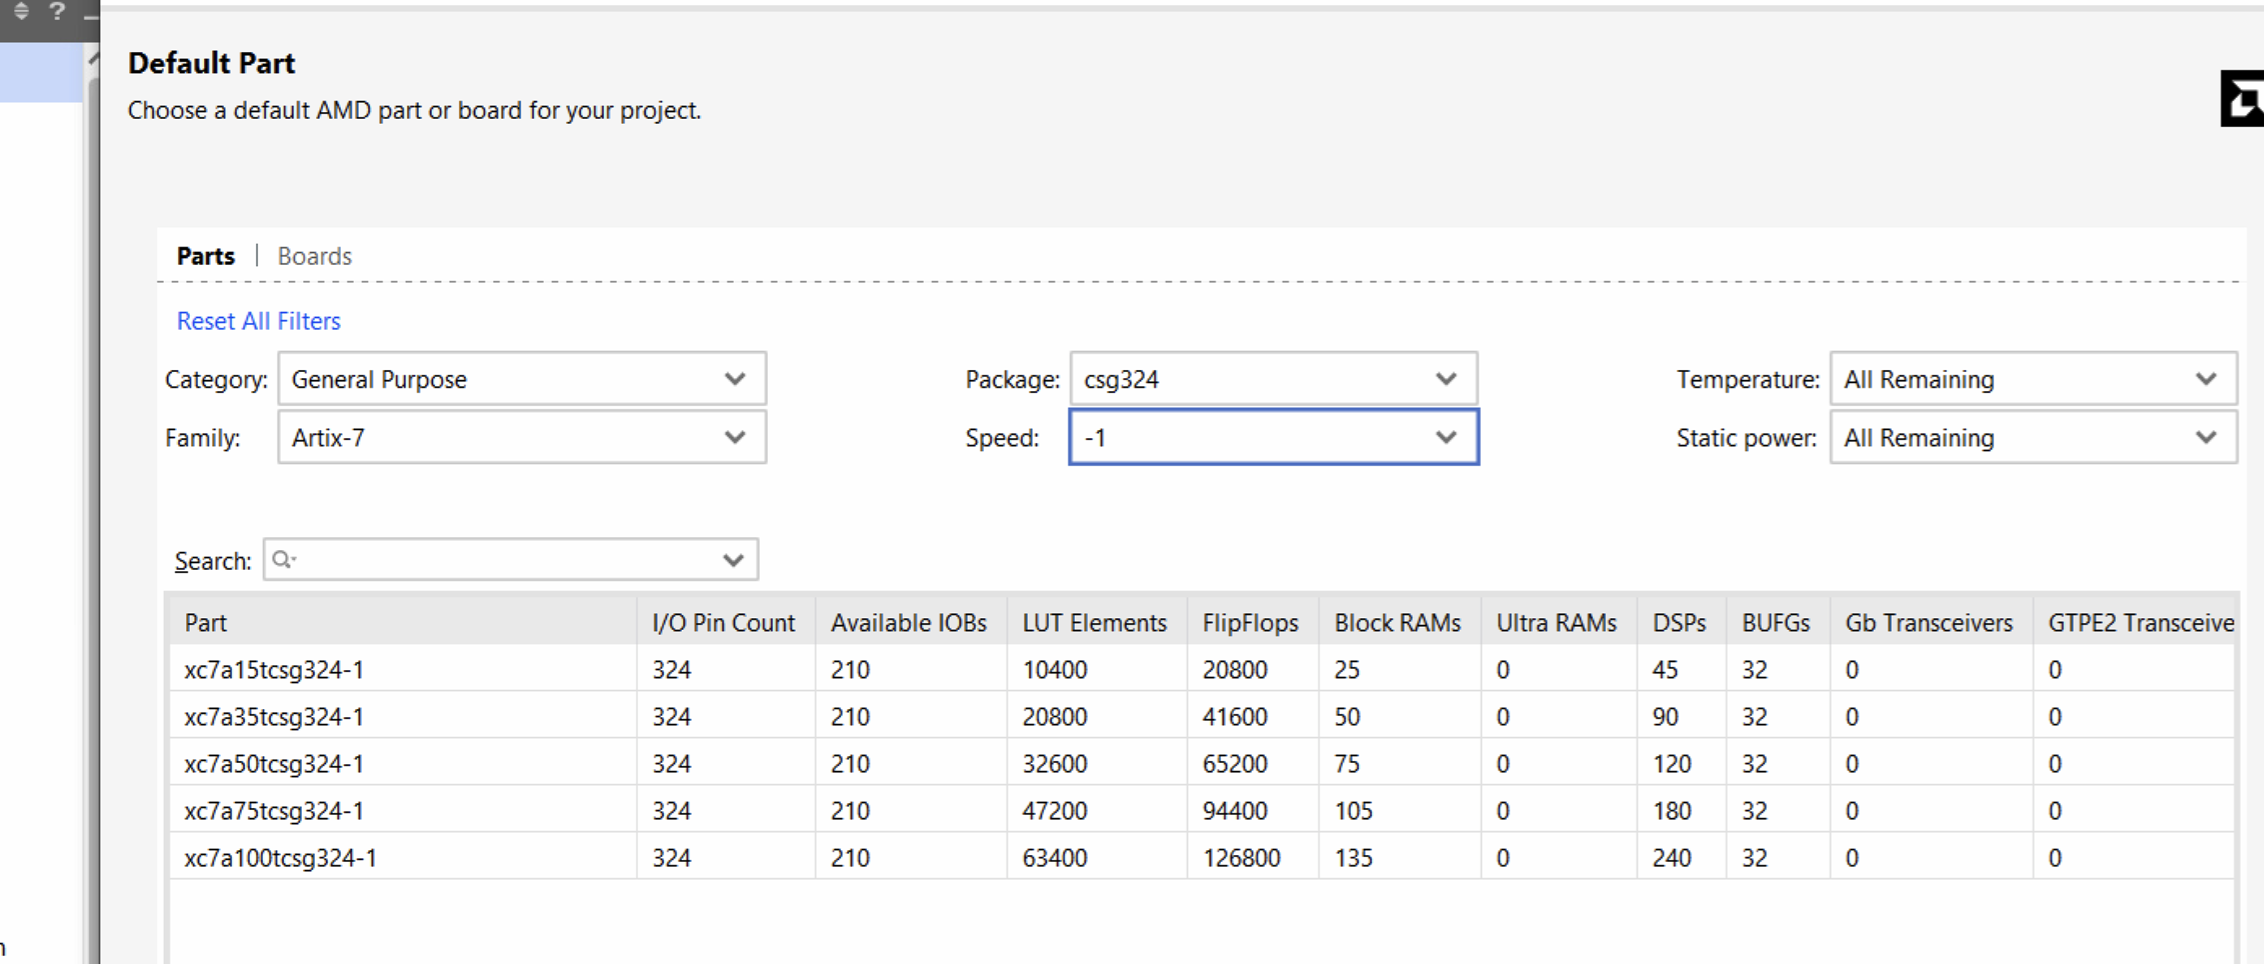 ?
Default Part
Choose a default AMD part or board for your project.
Parts | Boards
Reset All Filters
Category: General Purpose Package: csg324 Temperature: All Remaining
Family: Artix-7 Speed: -1 Static power: All Remaining
Search:
Part I/O Pin Count Available IOBs LUT Elements FlipFlops Block RAMs Ultra RAMs DSPs BUFGs Gb Transceivers GTPE2 Transceive
xc7a15tcsg324-1 324 210 10400 20800 25 0 45 32 0 0
xc7a35tcsg324-1 324 210 20800 41600 50 0 90 32 0 0
xc7a50tcsg324-1 324 210 32600 65200 75 0 120 32 0 0
xc7a75tcsg324-1 324 210 47200 94400 105 0 180 32 0 0
xc7a100tcsg324-1 324 210 63400 126800 135 0 240 32 0 0